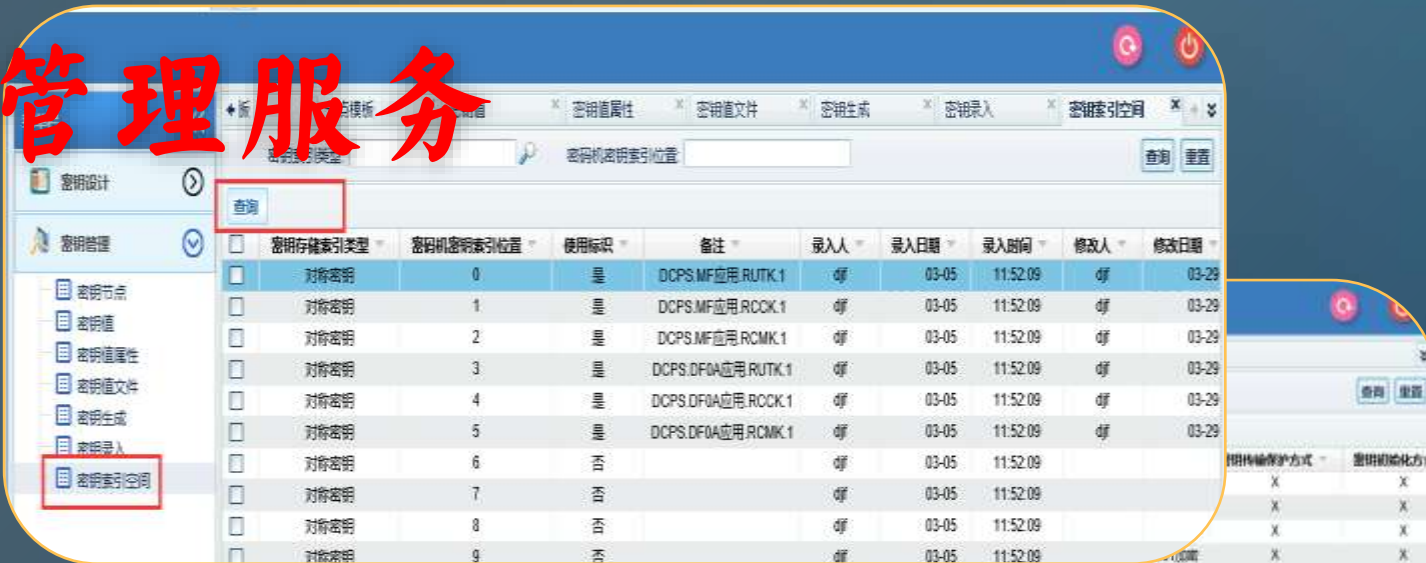 管理服务
密钥值属性 密钥值文件 密钥生成 密钥录入 密钥索引空间
密码机密钥索引位置: 查询 重置
密钥设计
查询
密钥管理
密钥存储索引类型 密码机密钥索引位置 使用标识 备注 录入人 录入日期 录入时间 修改人 修改日期
对称密钥 0 是 DCPS.MF应用.RUTK.1 djf 03-05 11:52:09 djf 03-29
对称密钥 1 是 DCPS.MF应用.RCCK.1 djf 03-05 11:52:09 djf 03-29
对称密钥 2 是 DCPS.MF应用.RCMK.1 djf 03-05 11:52:09 djf 03-29
对称密钥 3 是 DCPS.DF0A应用.RUTK.1 djf 03-05 11:52:09 djf 03-29
对称密钥 4 是 DCPS.DF0A应用.RCCK.1 djf 03-05 11:52:09 djf 03-29
对称密钥 5 是 DCPS.DF0A应用.RCMK.1 djf 03-05 11:52:09 djf 03-29
对称密钥 6 否 djf 03-05 11:52:09
对称密钥 7 否 djf 03-05 11:52:09
对称密钥 8 否 djf 03-05 11:52:09
对称密钥 9 否 djf 03-05 11:52:09
密钥节点
密钥值
密钥值属性
密钥值文件
密钥生成
密钥录入
密钥索引空间
查询 重置
钥传输保护方式 密钥初始化方
X X
X X
X X
X X